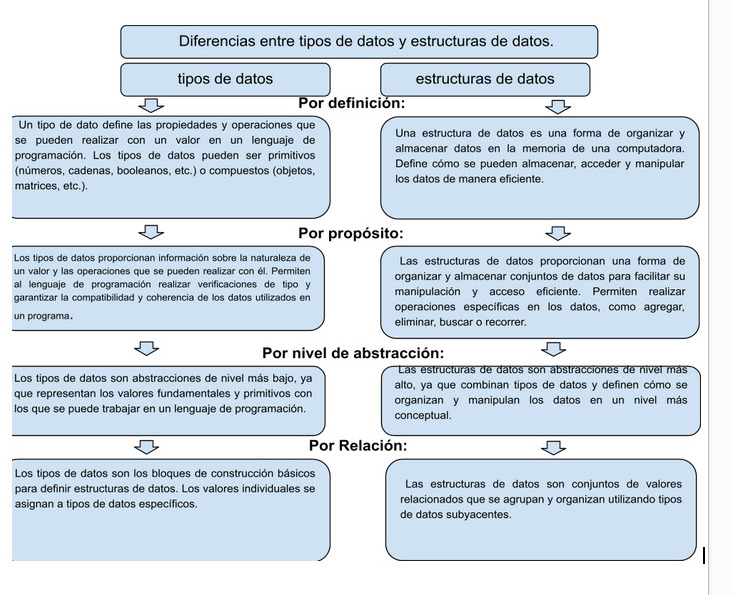 Diferencias entre tipos de datos y estructuras de datos.
tipos de datos
estructuras de datos
Por definición:
Un tipo de dato define las propiedades y operaciones que
se pueden realizar con un valor en un lenguaje de
programación. Los tipos de datos pueden ser primitivos
(números, cadenas, booleanos, etc.) o compuestos (objetos,
matrices, etc.).
Una estructura de datos es una forma de organizar y
almacenar datos en la memoria de una computadora.
Define cómo se pueden almacenar, acceder y manipular
los datos de manera eficiente.
Por propósito:
Los tipos de datos proporcionan información sobre la naturaleza de
un valor y las operaciones que se pueden realizar con él. Permiten
al lenguaje de programación realizar verificaciones de tipo y
garantizar la compatibilidad y coherencia de los datos utilizados en
un programa.
Las estructuras de datos proporcionan una forma de
organizar y almacenar conjuntos de datos para facilitar su
manipulación y acceso eficiente. Permiten realizar
operaciones específicas en los datos, como agregar,
eliminar, buscar o recorrer.
Por nivel de abstracción:
Los tipos de datos son abstracciones de nivel más bajo, ya
que representan los valores fundamentales y primitivos con
los que se puede trabajar en un lenguaje de programación.
Las estructuras de datos son abstracciones de nivel más
alto, ya que combinan tipos de datos y definen cómo se
organizan y manipulan los datos en un nivel más
conceptual.
Por Relación:
Los tipos de datos son los bloques de construcción básicos
para definir estructuras de datos. Los valores individuales se
asignan a tipos de datos específicos.
Las estructuras de datos son conjuntos de valores
relacionados que se agrupan y organizan utilizando tipos
de datos subyacentes.